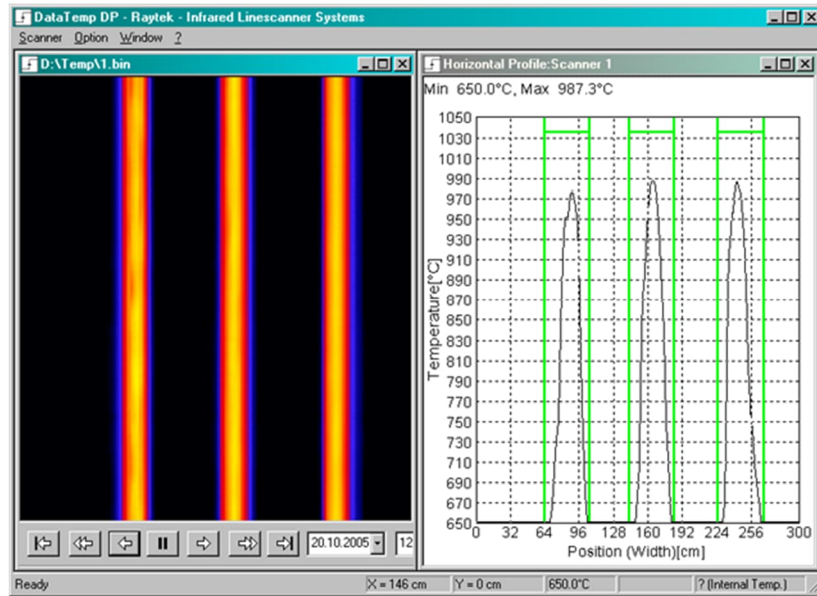 DataTemp DP - Raytek - Infrared Linescanner Systems
Scanner Option Window ?
D:\Temp\1.bin
20.10.2005 12
Horizontal Profile:Scanner 1
Min 650.0°C, Max 987.3°C
Temperature[°C]
1050
1030
1010
990
970
950
930
910
890
870
850
830
810
790
770
750
730
710
690
670
650
0 32 64 96 128 160 192 224 256 300
Position (Width)[cm]
Ready X = 146 cm Y = 0 cm 650.0°C ? (Internal Temp.)